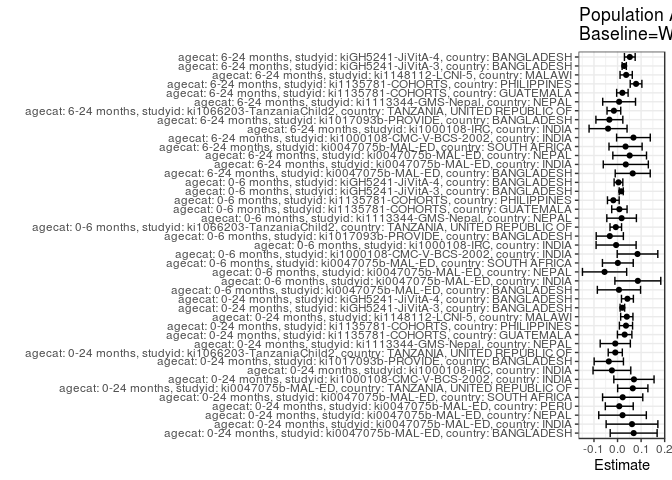 Population A
Baseline=W
agecat: 6-24 months, studyid: kiGH5241-JiVitA-4, country: BANGLADESH
agecat: 6-24 months, studyid: kiGH5241-JiVitA-3, country: BANGLADESH
agecat: 6-24 months, studyid: ki1148112-LCNI-5, country: MALAWI
agecat: 6-24 months, studyid: ki1135781-COHORTS, country: PHILIPPINES
agecat: 6-24 months, studyid: ki1135781-COHORTS, country: GUATEMALA
agecat: 6-24 months, studyid: ki1113344-GMS-Nepal, country: NEPAL
agecat: 6-24 months, studyid: ki1066203-TanzaniaChild2, country: TANZANIA, UNITED REPUBLIC OF
agecat: 6-24 months, studyid: ki1017093b-PROVIDE, country: BANGLADESH
agecat: 6-24 months, studyid: ki1000108-IRC, country: INDIA
agecat: 6-24 months, studyid: ki1000108-CMC-V-BCS-2002, country: INDIA
agecat: 6-24 months, studyid: ki0047075b-MAL-ED, country: SOUTH AFRICA
agecat: 6-24 months, studyid: ki0047075b-MAL-ED, country: NEPAL
agecat: 6-24 months, studyid: ki0047075b-MAL-ED, country: INDIA
agecat: 6-24 months, studyid: ki0047075b-MAL-ED, country: BANGLADESH
agecat: 0-6 months, studyid: kiGH5241-JiVitA-4, country: BANGLADESH
agecat: 0-6 months, studyid: kiGH5241-JiVitA-3, country: BANGLADESH
agecat: 0-6 months, studyid: ki1135781-COHORTS, country: PHILIPPINES
agecat: 0-6 months, studyid: ki1135781-COHORTS, country: GUATEMALA
agecat: 0-6 months, studyid: ki1113344-GMS-Nepal, country: NEPAL
agecat: 0-6 months, studyid: ki1066203-TanzaniaChild2, country: TANZANIA, UNITED REPUBLIC OF
agecat: 0-6 months, studyid: ki1017093b-PROVIDE, country: BANGLADESH
agecat: 0-6 months, studyid: ki1000108-IRC, country: INDIA
agecat: 0-6 months, studyid: ki1000108-CMC-V-BCS-2002, country: INDIA
agecat: 0-6 months, studyid: ki0047075b-MAL-ED, country: SOUTH AFRICA
agecat: 0-6 months, studyid: ki0047075b-MAL-ED, country: NEPAL
agecat: 0-6 months, studyid: ki0047075b-MAL-ED, country: INDIA
agecat: 0-6 months, studyid: ki0047075b-MAL-ED, country: BANGLADESH
agecat: 0-24 months, studyid: kiGH5241-JiVitA-4, country: BANGLADESH
agecat: 0-24 months, studyid: kiGH5241-JiVitA-3, country: BANGLADESH
agecat: 0-24 months, studyid: ki1148112-LCNI-5, country: MALAWI
agecat: 0-24 months, studyid: ki1135781-COHORTS, country: PHILIPPINES
agecat: 0-24 months, studyid: ki1135781-COHORTS, country: GUATEMALA
agecat: 0-24 months, studyid: ki1113344-GMS-Nepal, country: NEPAL
agecat: 0-24 months, studyid: ki1066203-TanzaniaChild2, country: TANZANIA, UNITED REPUBLIC OF
agecat: 0-24 months, studyid: ki1017093b-PROVIDE, country: BANGLADESH
agecat: 0-24 months, studyid: ki1000108-IRC, country: INDIA
agecat: 0-24 months, studyid: ki1000108-CMC-V-BCS-2002, country: INDIA
agecat: 0-24 months, studyid: ki0047075b-MAL-ED, country: TANZANIA, UNITED REPUBLIC OF
agecat: 0-24 months, studyid: ki0047075b-MAL-ED, country: SOUTH AFRICA
agecat: 0-24 months, studyid: ki0047075b-MAL-ED, country: PERU
agecat: 0-24 months, studyid: ki0047075b-MAL-ED, country: NEPAL
agecat: 0-24 months, studyid: ki0047075b-MAL-ED, country: INDIA
agecat: 0-24 months, studyid: ki0047075b-MAL-ED, country: BANGLADESH
-0.1 0.0 0.1 0.2
Estimate